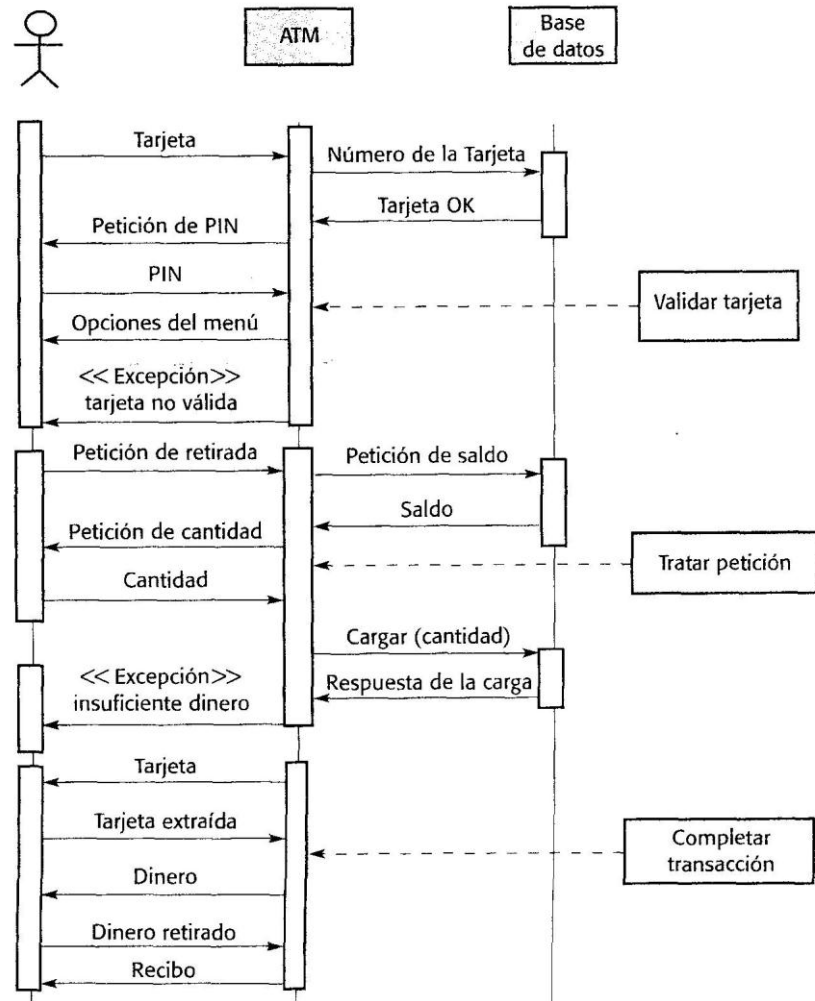 ATM
Base
de datos
Tarjeta
Número de la Tarjeta
Tarjeta OK
Petición de PIN
PIN
Validar tarjeta
Opciones del menú
<< Excepción>>
tarjeta no válida
Petición de retirada
Petición de saldo
Saldo
Petición de cantidad
Tratar petición
Cantidad
Cargar (cantidad)
<< Excepción>>
insuficiente dinero
Respuesta de la carga
Tarjeta
Tarjeta extraída
Completar
transacción
Dinero
Dinero retirado
Recibo